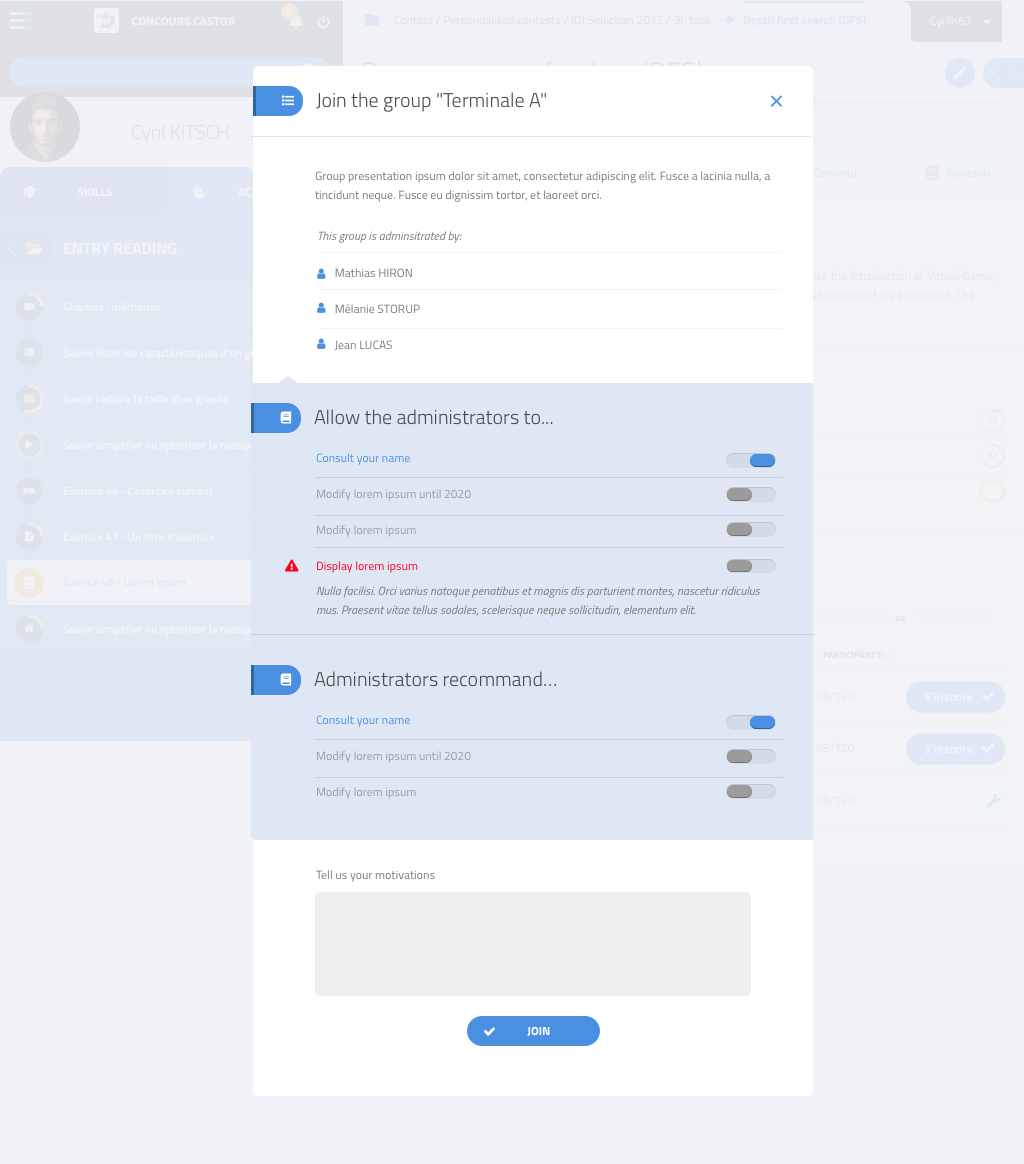 CONCOURS CASTOR
Contest / Personnalised contests / IOI Selection 2012 / 3h task
Depth first search (DFS)
CyrilX67
Join the group "Terminale A"
Cyril KITSCH
SKILLS
Contenu
Contenu
Group presentation ipsum dolor sit amet, consectetur adipiscing elit. Fusce a lacinia nulla, a
tincidunt neque. Fusce eu dignissim tortor, et laoreet orci.
ENTRY READING
This group is adminsitrated by:
Mathias HIRON
the introduction of Virtual Game,
are concerned. The
Graphes : méthodes
Mélanie STORUP
Savoir lister les caractéristiques d'un
Jean LUCAS
Savoir réduire la taille d'un graphe
Allow the administrators to...
Savoir simplifier ou optimiser la
Consult your name
Exercice 46 - L'exercice suivant
Modify lorem ipsum until 2020
Exercice 47 - Un titre d'exercice
Modify lorem ipsum
Display lorem ipsum
Exerice 48 - Lorem ipsum
Nulla facilisi. Orci varius natoque penatibus et magnis dis parturient montes, nascetur ridiculus
mus. Praesent vitae tellus sodales, scelerisque neque sollicitudin, elementum elit.
Savoir simplifier ou optimiser la
PARTICIPANTS
Administrators recommand...
58/120
S'inscrire
Consult your name
58/120
S'inscrire
Modify lorem ipsum until 2020
Modify lorem ipsum
58/120
Tell us your motivations
JOIN